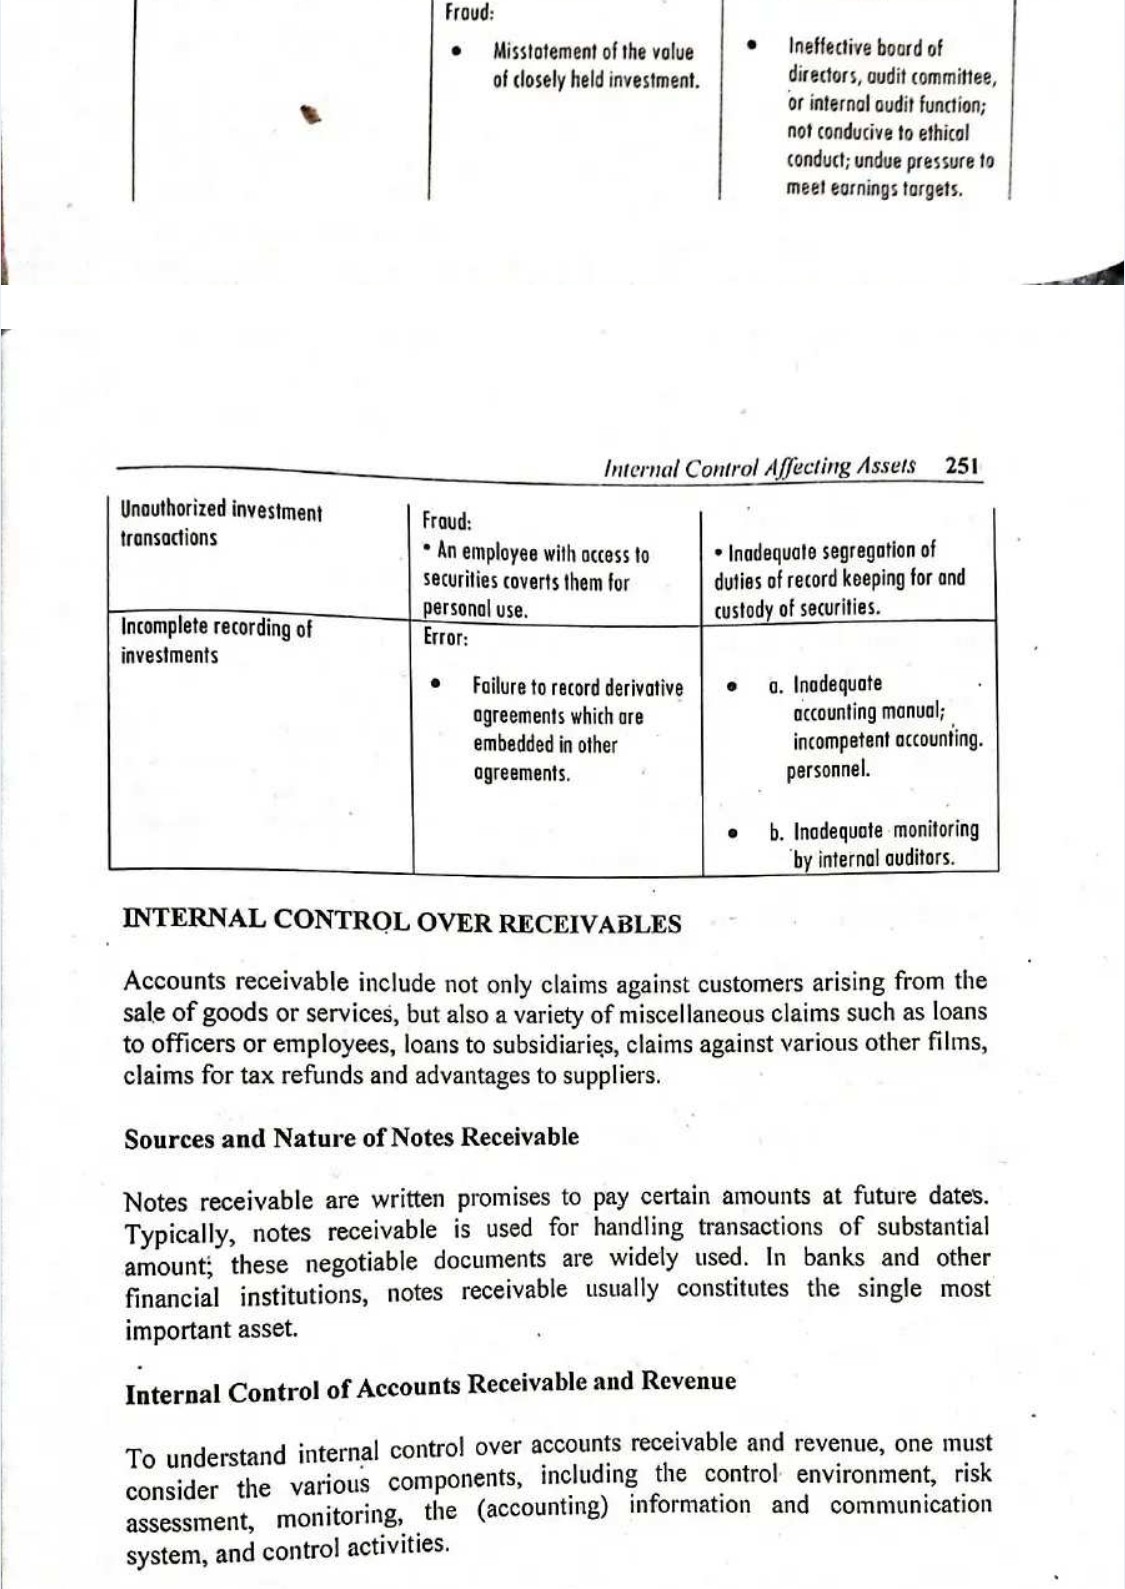 Fraud:
• Misstatement of the value
of closely held investment.
• Ineffective board of
directors, audit committee,
or internal audit function;
not conducive to ethical
conduct; undue pressure to
meet earnings targets.
Internal Control Affecting Assets 251
Unauthorized investment
transactions
Fraud:
• An employee with access to
securities coverts them for
personal use.
• Inadequate segregation of
duties of record keeping for and
custody of securities.
Incomplete recording of
investments
Error:
• Failure to record derivative
agreements which are
embedded in other
agreements.
• a. Inadequate
accounting manual;
incompetent accounting.
personnel.
• b. Inadequate monitoring
by internal auditors.
INTERNAL CONTROL OVER RECEIVABLES
Accounts receivable include not only claims against customers arising from the
sale of goods or services, but also a variety of miscellaneous claims such as loans
to officers or employees, loans to subsidiaries, claims against various other films,
claims for tax refunds and advantages to suppliers.
Sources and Nature of Notes Receivable
Notes receivable are written promises to pay certain amounts at future dates.
Typically, notes receivable is used for handling transactions of substantial
amount; these negotiable documents are widely used. In banks and other
financial institutions, notes receivable usually constitutes the single most
important asset.
Internal Control of Accounts Receivable and Revenue
To understand internal control over accounts receivable and revenue, one must
consider the various components, including the control environment, risk
assessment, monitoring, the (accounting) information and communication
system, and control activities.